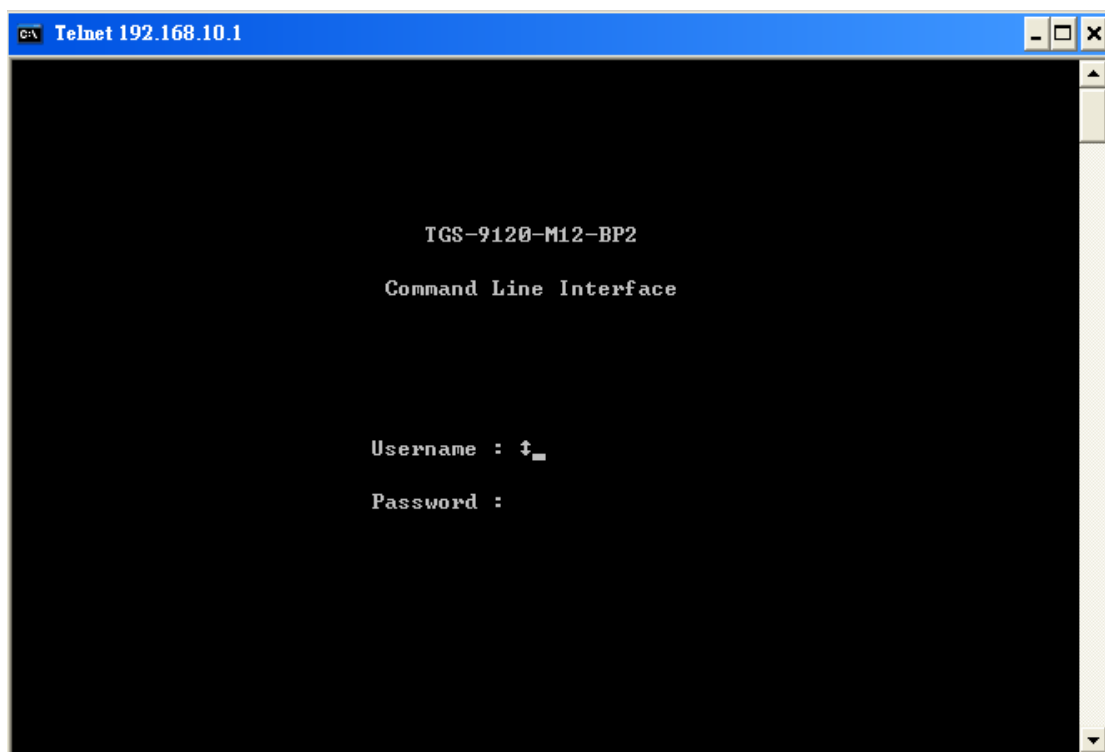 Telnet 192.168.10.1
TGS-9120-M12-BP2
Command Line Interface
Username : ↕_
Password :